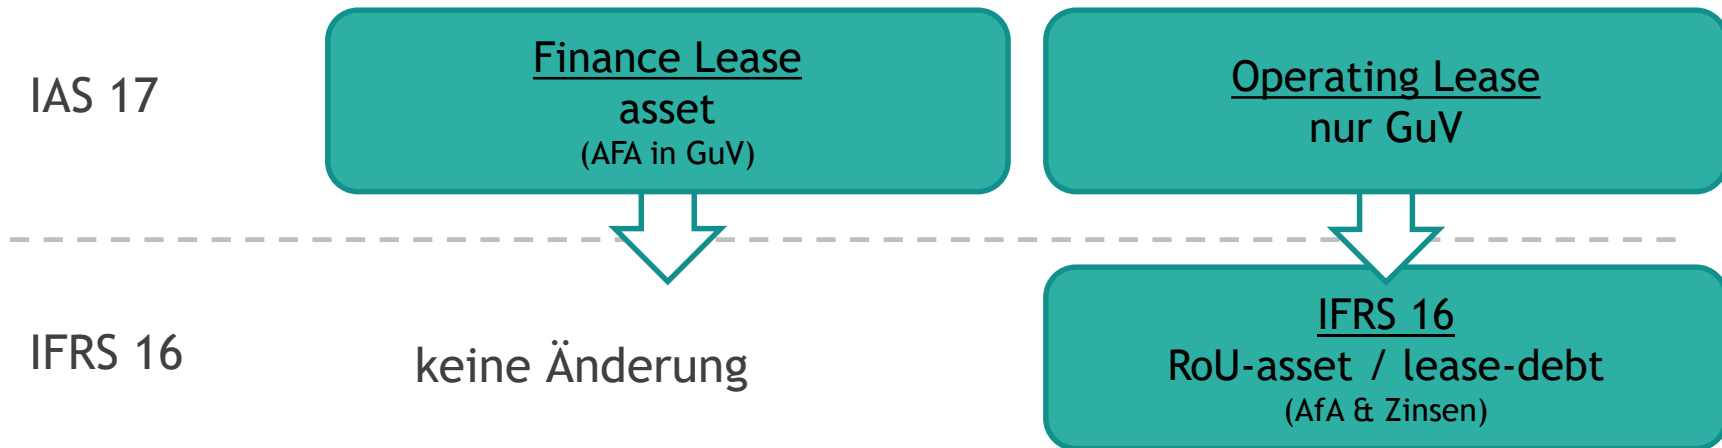 IAS 17
Finance Lease
asset
(AFA in GuV)
Operating Lease
nur GuV
IFRS 16
keine Änderung
IFRS 16
RoU-asset / lease-debt
(AfA & Zinsen)